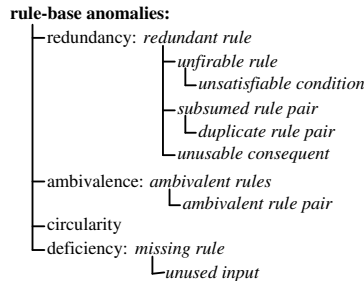 rule-base anomalies:
redundancy: redundant rule
unfirable rule
unsatisfiable condition
subsumed rule pair
duplicate rule pair
unusable consequent
ambivalence: ambivalent rules
ambivalent rule pair
circularity
deficiency: missing rule
unused input